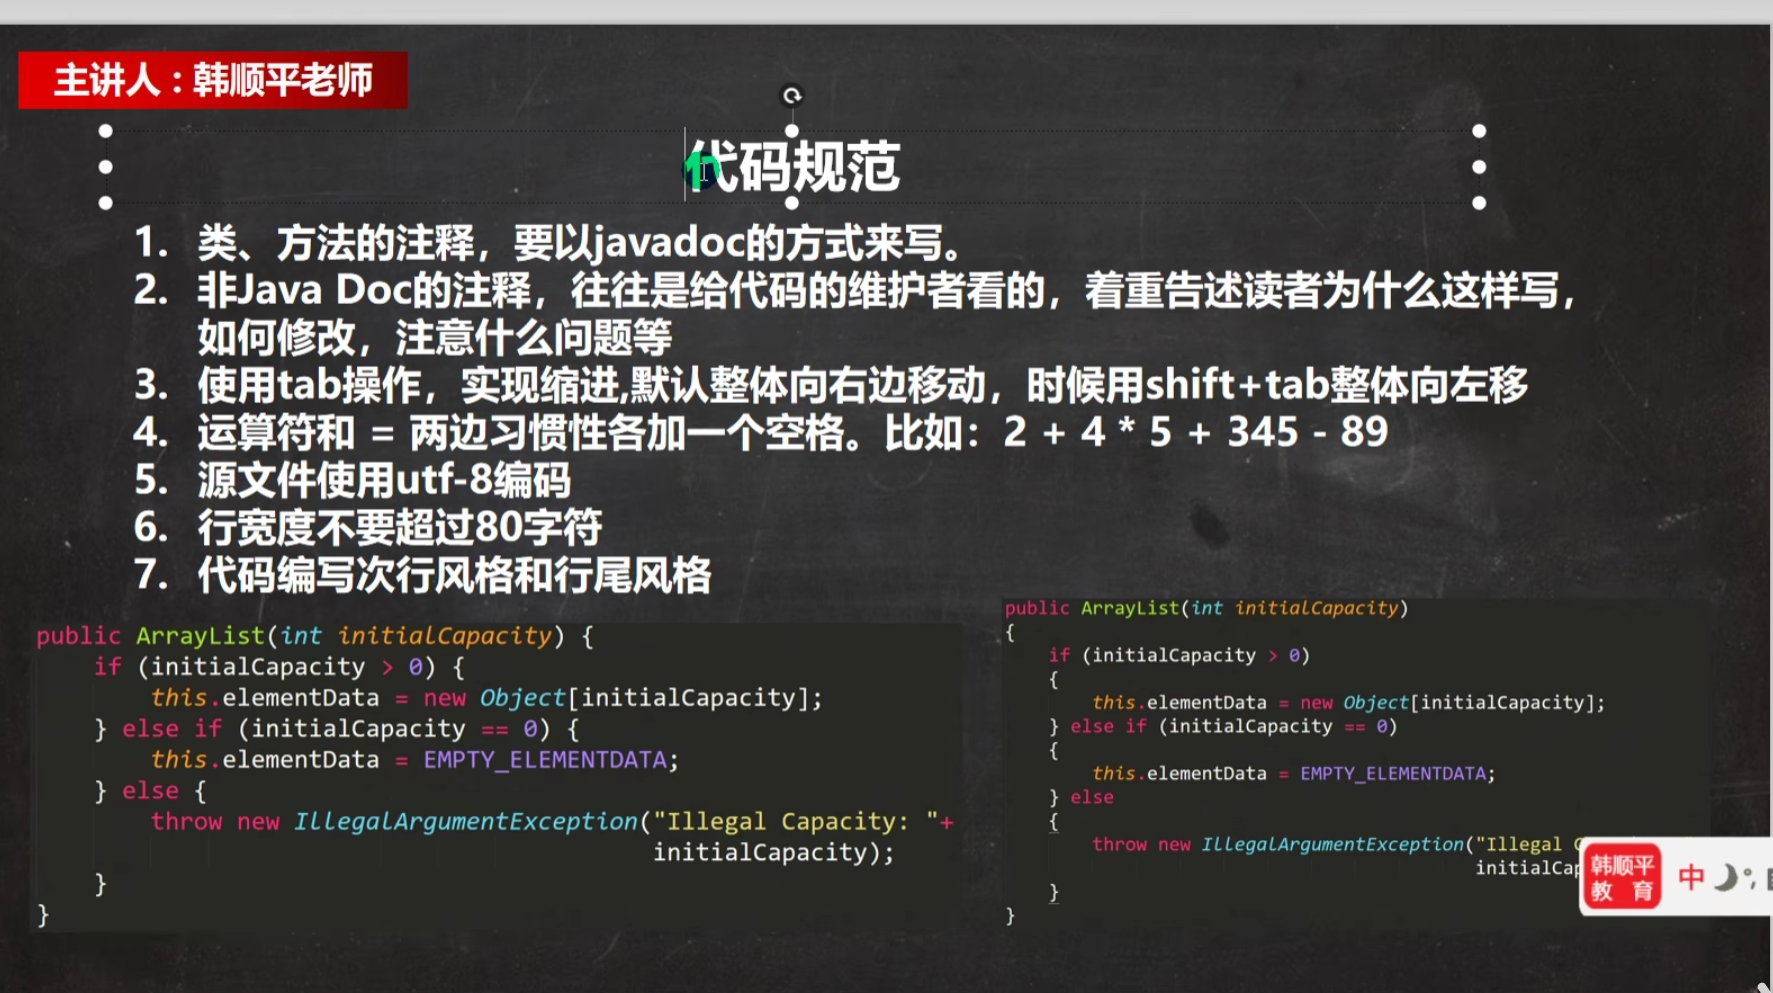 主讲人：韩顺平老师
代码规范
1. 类、方法的注释，要以javadoc的方式来写。
2. 非Java Doc的注释，往往是给代码的维护者看的，着重告述读者为什么这样写，
如何修改，注意什么问题等
3. 使用tab操作，实现缩进,默认整体向右边移动，时候用shift+tab整体向左移
4. 运算符和 = 两边习惯性各加一个空格。比如：2 + 4 * 5 + 345 - 89
5. 源文件使用utf-8编码
6. 行宽度不要超过80字符
7. 代码编写次行风格和行尾风格
public ArrayList(int initialCapacity) {
if (initialCapacity > 0) {
this.elementData = new Object[initialCapacity];
} else if (initialCapacity == 0) {
this.elementData = EMPTY_ELEMENTDATA;
} else {
throw new IllegalArgumentException("Illegal Capacity: "+
initialCapacity);
}
}
public ArrayList(int initialCapacity)
{
if (initialCapacity > 0)
{
this.elementData = new Object[initialCapacity];
} else if (initialCapacity == 0)
{
this.elementData = EMPTY_ELEMENTDATA;
} else
{
throw new IllegalArgumentException("Illegal
initialCap
}
}
韩顺平
教 育
中